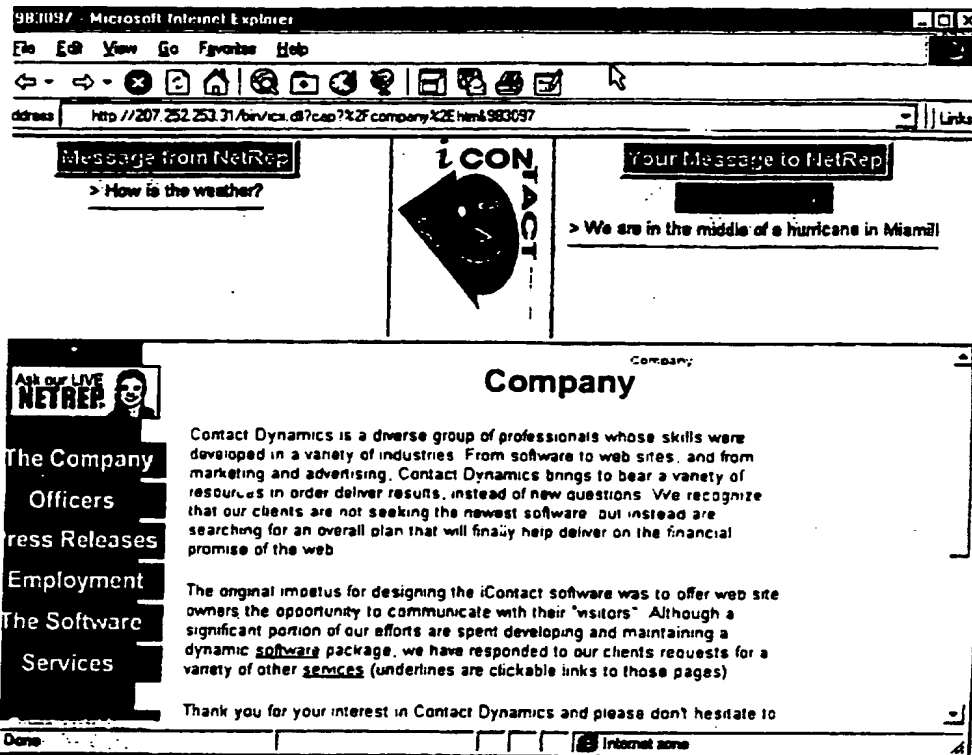 983097 - Microsoft Internet Explorer
File Edit View Go Favorites Help
ddress http //207.252.253.31/bin/icx.dll?cap?%2Fcompany%2Ehtml&983097 Links
Message from NetRep
> How is the weather?
iCONTACT
Your Message to NetRep
> We are in the middle of a hurricane in Miami!!
Ask our LIVE
NETREP.
The Company
Officers
ress Releases
Employment
The Software
Services
Company
Company
Contact Dynamics is a diverse group of professionals whose skills were
developed in a variety of industries. From software to web sites, and from
marketing and advertising, Contact Dynamics brings to bear a variety of
resources in order deliver results, instead of new questions. We recognize
that our clients are not seeking the newest software, but instead are
searching for an overall plan that will finally help deliver on the financial
promise of the web
The original impetus for designing the iContact software was to offer web site
owners the opportunity to communicate with their "visitors". Although a
significant portion of our efforts are spent developing and maintaining a
dynamic software package, we have responded to our clients requests for a
variety of other services (underlines are clickable links to those pages)
Thank you for your interest in Contact Dynamics and please don't hesitate to
Done
Internet zone